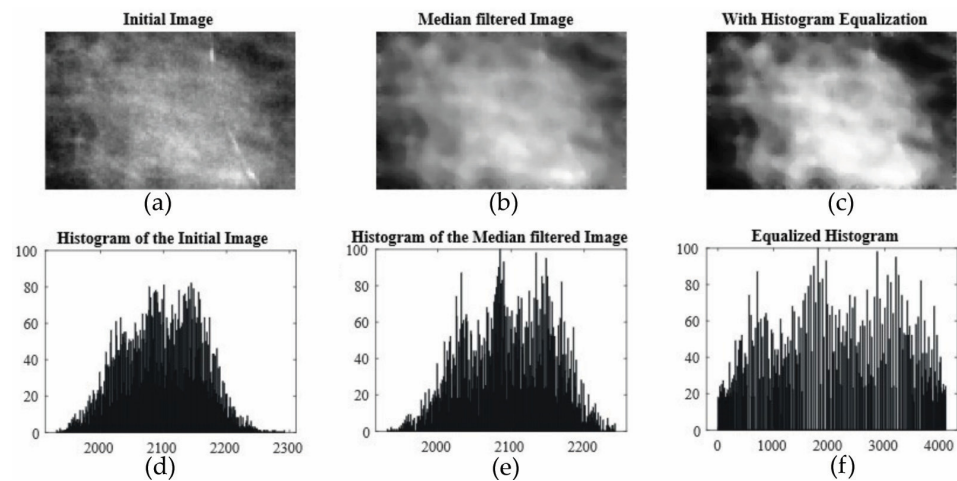 Initial Image Median filtered Image With Histogram Equalization
(a) (b) (c)
Histogram of the Initial Image Histogram of the Median filtered Image Equalized Histogram
100 100 100
80 80 80
60 60 60
40 40 40
20 20 20
0 0 0
2000 2100 2200 2300 2000 2100 2200 0 1000 2000 3000 4000
(d) (e) (f)